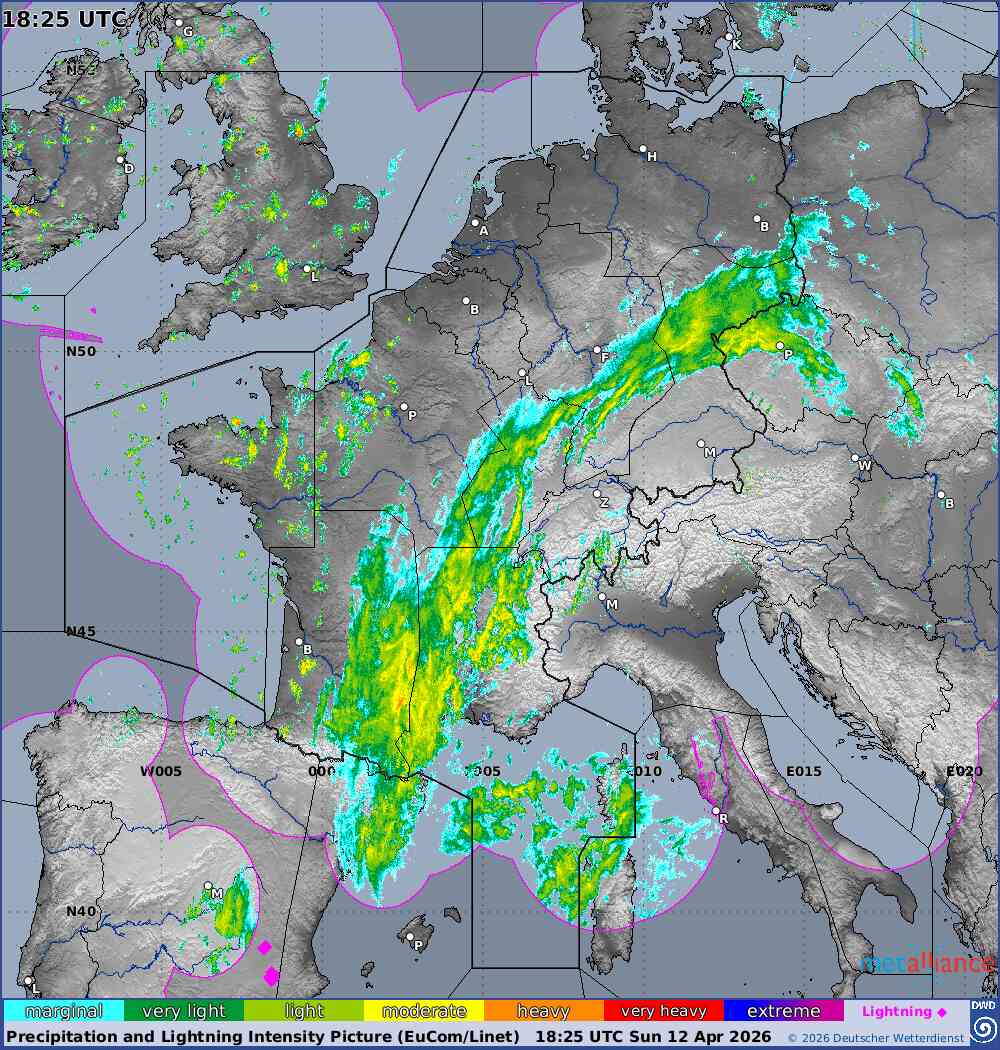 18:25 UTC
G
K
N55
D
H
A
B
L
B
N50
F
P
L
P
M
W
Z
B
M
N45
B
W005
000
005
010
E015
E020
R
M
N40
P
L
metalliance
marginal very light light moderate heavy very heavy extreme Lightning DWD
Precipitation and Lightning Intensity Picture (EuCom/Linet) 18:25 UTC Sun 12 Apr 2026 © 2026 Deutscher Wetterdienst